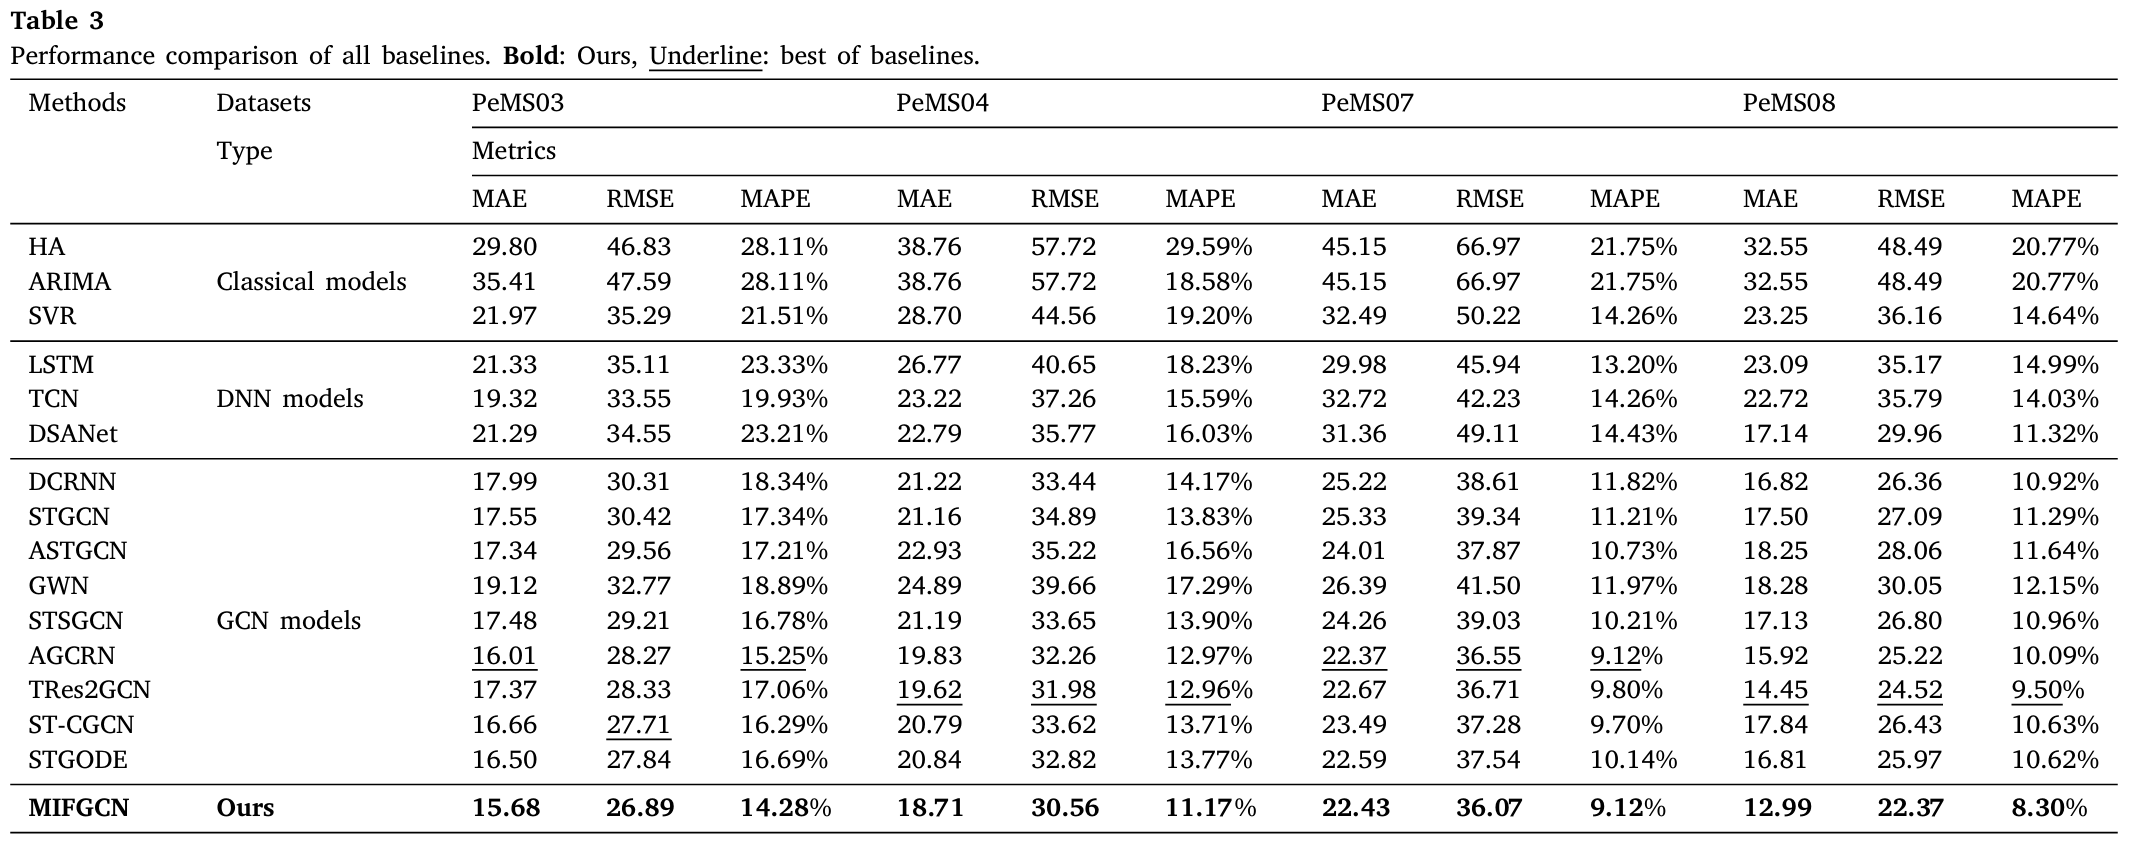 Table 3
Performance comparison of all baselines. Bold: Ours, Underline: best of baselines.
Methods Datasets PeMS03 PeMS04 PeMS07 PeMS08
Type Metrics
MAE RMSE MAPE MAE RMSE MAPE MAE RMSE MAPE MAE RMSE MAPE
HA 29.80 46.83 28.11% 38.76 57.72 29.59% 45.15 66.97 21.75% 32.55 48.49 20.77%
ARIMA Classical models 35.41 47.59 28.11% 38.76 57.72 18.58% 45.15 66.97 21.75% 32.55 48.49 20.77%
SVR 21.97 35.29 21.51% 28.70 44.56 19.20% 32.49 50.22 14.26% 23.25 36.16 14.64%
LSTM 21.33 35.11 23.33% 26.77 40.65 18.23% 29.98 45.94 13.20% 23.09 35.17 14.99%
TCN DNN models 19.32 33.55 19.93% 23.22 37.26 15.59% 32.72 42.23 14.26% 22.72 35.79 14.03%
DSANet 21.29 34.55 23.21% 22.79 35.77 16.03% 31.36 49.11 14.43% 17.14 29.96 11.32%
DCRNN 17.99 30.31 18.34% 21.22 33.44 14.17% 25.22 38.61 11.82% 16.82 26.36 10.92%
STGCN 17.55 30.42 17.34% 21.16 34.89 13.83% 25.33 39.34 11.21% 17.50 27.09 11.29%
ASTGCN 17.34 29.56 17.21% 22.93 35.22 16.56% 24.01 37.87 10.73% 18.25 28.06 11.64%
GWN 19.12 32.77 18.89% 24.89 39.66 17.29% 26.39 41.50 11.97% 18.28 30.05 12.15%
STSGCN GCN models 17.48 29.21 16.78% 21.19 33.65 13.90% 24.26 39.03 10.21% 17.13 26.80 10.96%
AGCRN 16.01 28.27 15.25% 19.83 32.26 12.97% 22.37 36.55 9.12% 15.92 25.22 10.09%
TRes2GCN 17.37 28.33 17.06% 19.62 31.98 12.96% 22.67 36.71 9.80% 14.45 24.52 9.50%
ST-CGCN 16.66 27.71 16.29% 20.79 33.62 13.71% 23.49 37.28 9.70% 17.84 26.43 10.63%
STGODE 16.50 27.84 16.69% 20.84 32.82 13.77% 22.59 37.54 10.14% 16.81 25.97 10.62%
MIFGCN Ours 15.68 26.89 14.28% 18.71 30.56 11.17% 22.43 36.07 9.12% 12.99 22.37 8.30%